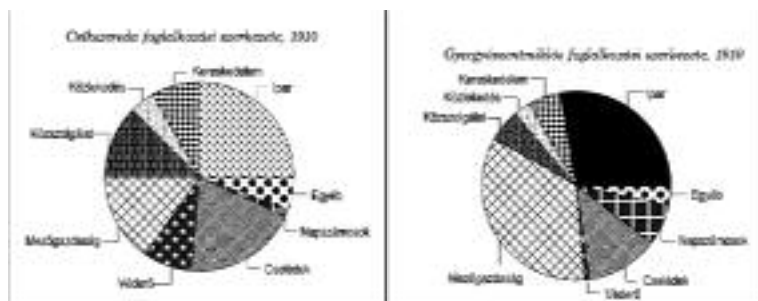 Csíkszereda foglalkozási szerkezete, 1910
Kereskedelem
Közlekedés
Ipar
Közszolgálat
Egyéb
Mezőgazdaság
Napszámosok
Véderő
Cselédek
Gyergyószentmiklós foglalkozási szerkezete, 1910
Kereskedelem
Közlekedés
Ipar
Közszolgálat
Egyéb
Napszámosok
Mezőgazdaság
Cselédek
Véderő